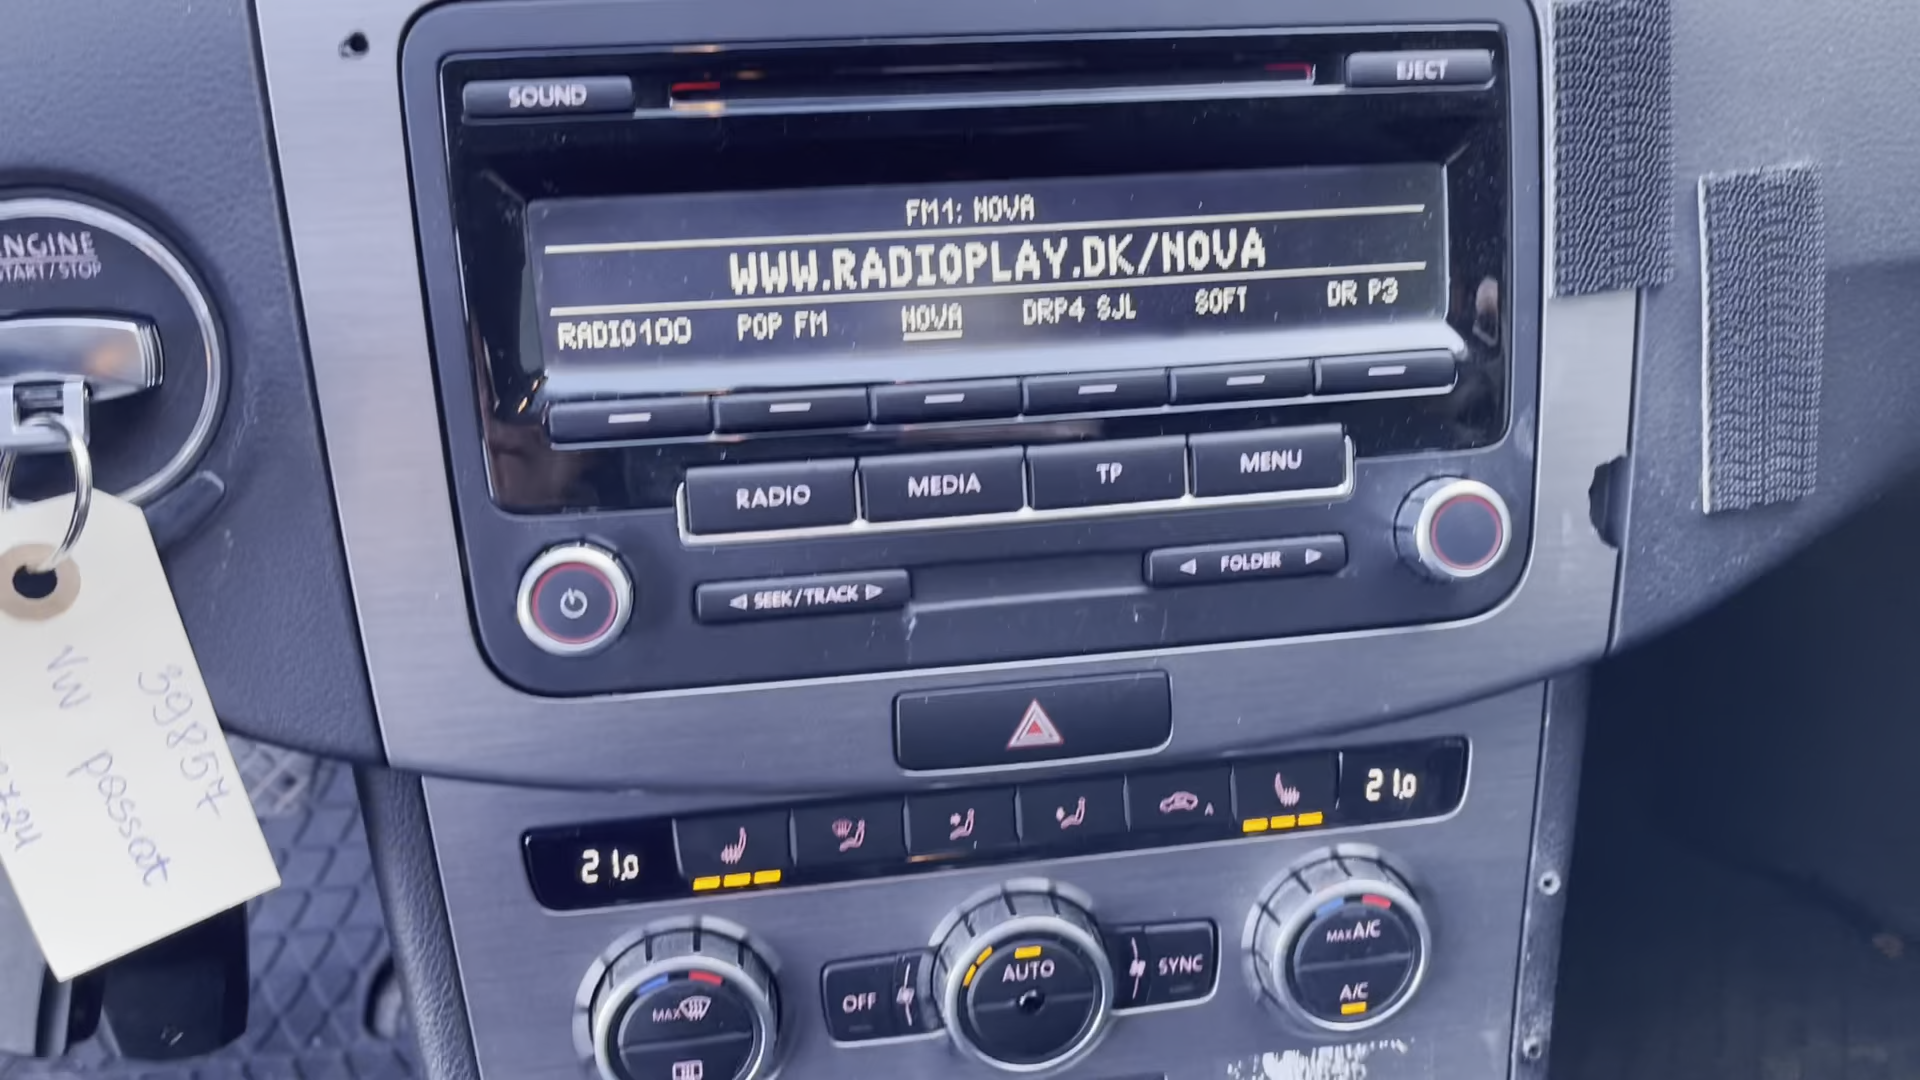 SOUND
EJECT
FM1: NOVA
WWW.RADIOPLAY.DK/NOVA
RADIO100 POP FM NOVA DRP4 SJL SOFT DR P3
RADIO MEDIA TP MENU
SEEK/TRACK
FOLDER
ENGINE
START/STOP
39857
VW passat
21.0
21.0
MAX
OFF
AUTO
SYNC
MAX A/C
A/C